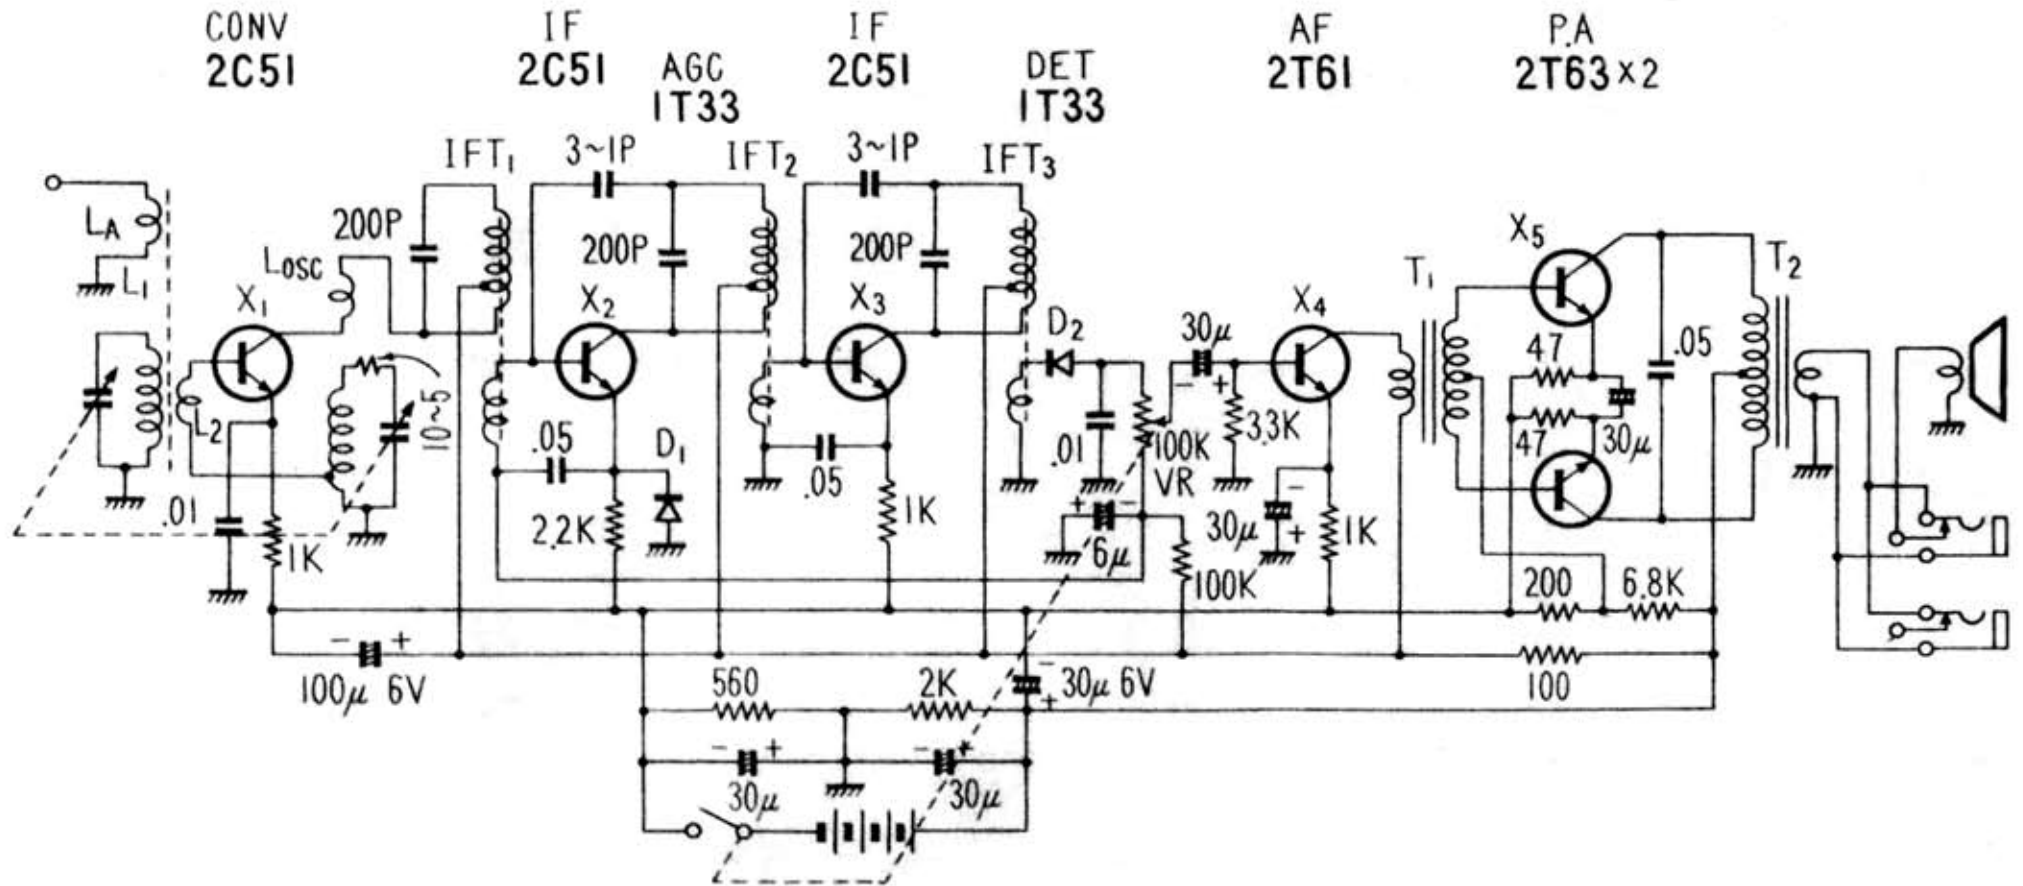 CONV
2C51
IF
2C51
AGC
1T33
IF
2C51
DET
1T33
AF
2T61
P.A
2T63 x 2
IFT1
3~1P
IFT2
3~1P
IFT3
LA
L1
200P
LOSC
200P
200P
X1
X2
X3
D2
30μ
X4
T1
X5
T2
47
.05
L2
10~5
.05
D1
.05
.01
100K
VR
3.3K
47
30μ
.01
1K
2.2K
1K
6μ
100K
30μ
1K
200
6.8K
100μ 6V
560
2K
30μ 6V
100
30μ
30μ
- +
- +
+ -
- +
- +
- +
- +